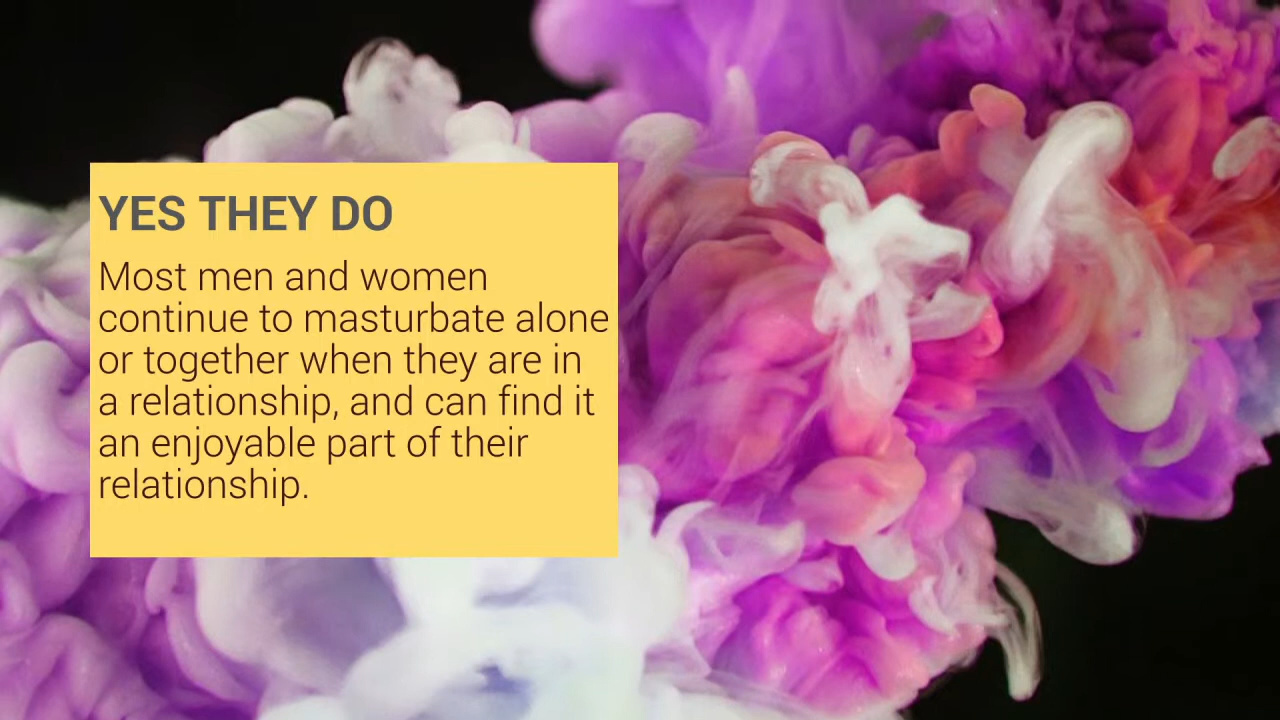 YES THEY DO
Most men and women
continue to masturbate alone
or together when they are in
a relationship, and can find it
an enjoyable part of their
relationship.